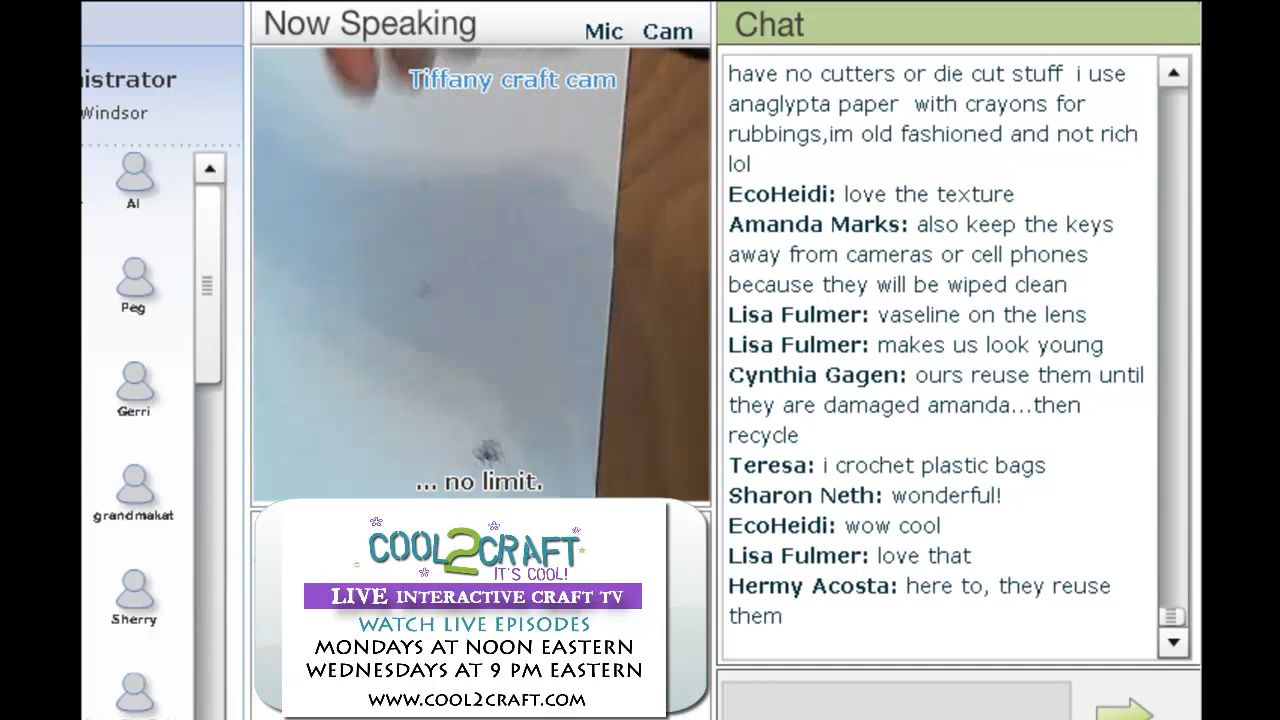 Now Speaking
Mic Cam
Chat
istrator
Windsor
Al
Peg
Gerri
grandmakat
Sherry
Tiffany craft cam
... no limit.
COOL2CRAFT
IT'S COOL!
LIVE INTERACTIVE CRAFT TV
WATCH LIVE EPISODES
MONDAYS AT NOON EASTERN
WEDNESDAYS AT 9 PM EASTERN
WWW.COOL2CRAFT.COM
have no cutters or die cut stuff i use
anaglypta paper with crayons for
rubbings,im old fashioned and not rich
lol
EcoHeidi: love the texture
Amanda Marks: also keep the keys
away from cameras or cell phones
because they will be wiped clean
Lisa Fulmer: vaseline on the lens
Lisa Fulmer: makes us look young
Cynthia Gagen: ours reuse them until
they are damaged amanda...then
recycle
Teresa: i crochet plastic bags
Sharon Neth: wonderful!
EcoHeidi: wow cool
Lisa Fulmer: love that
Hermy Acosta: here to, they reuse
them